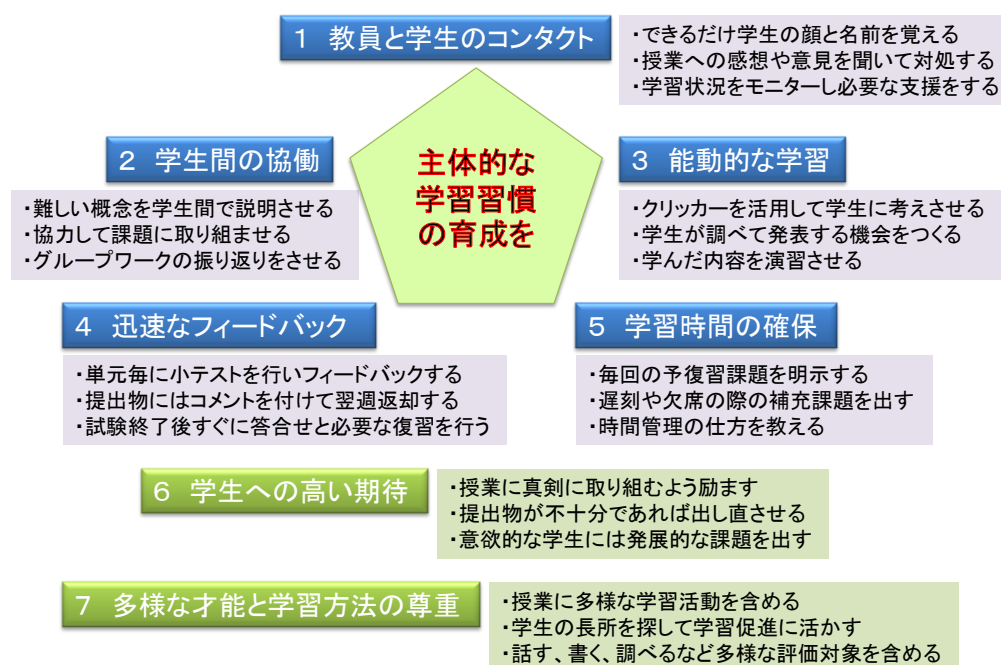 1 教員と学生のコンタクト
・できるだけ学生の顔と名前を覚える
・授業への感想や意見を聞いて対処する
・学習状況をモニターし必要な支援をする
主体的な
学習習慣
の育成を
2 学生間の協働
・難しい概念を学生間で説明させる
・協力して課題に取り組ませる
・グループワークの振り返りをさせる
3 能動的な学習
・クリッカーを活用して学生に考えさせる
・学生が調べて発表する機会をつくる
・学んだ内容を演習させる
4 迅速なフィードバック
・単元毎に小テストを行いフィードバックする
・提出物にはコメントを付けて翌週返却する
・試験終了後すぐに答合せと必要な復習を行う
5 学習時間の確保
・毎回の予復習課題を明示する
・遅刻や欠席の際の補充課題を出す
・時間管理の仕方を教える
6 学生への高い期待
・授業に真剣に取り組むよう励ます
・提出物が不十分であれば出し直させる
・意欲的な学生には発展的な課題を出す
7 多様な才能と学習方法の尊重
・授業に多様な学習活動を含める
・学生の長所を探して学習促進に活かす
・話す、書く、調べるなど多様な評価対象を含める